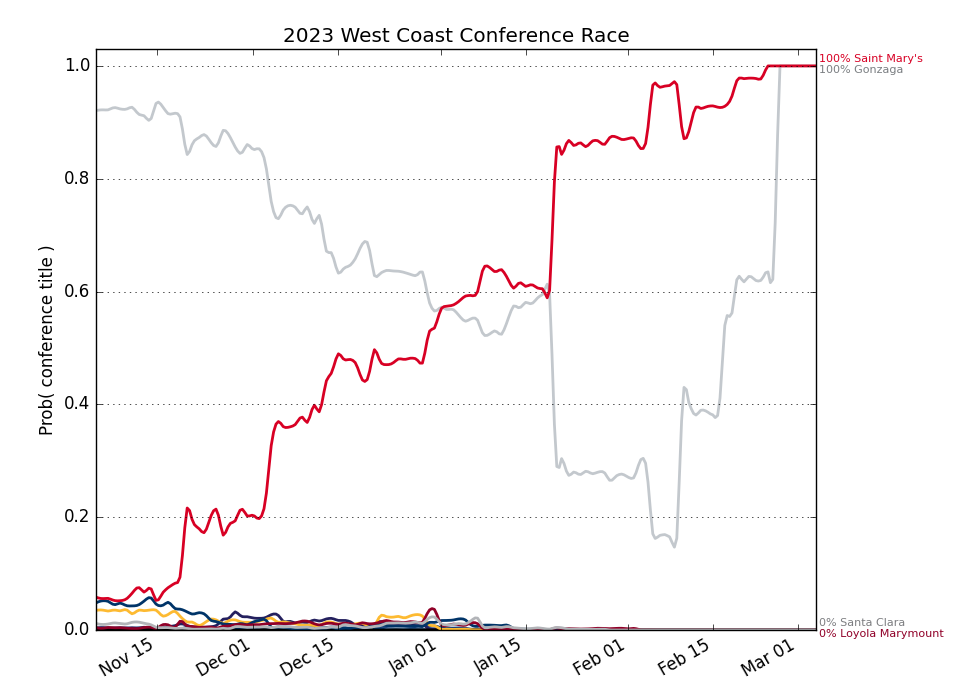 2023 West Coast Conference Race
1.0
0.8
0.6
0.4
0.2
0.0
Prob( conference title )
100% Saint Mary's
100% Gonzaga
0% Santa Clara
0% Loyola Marymount
Nov 15
Dec 01
Dec 15
Jan 01
Jan 15
Feb 01
Feb 15
Mar 01